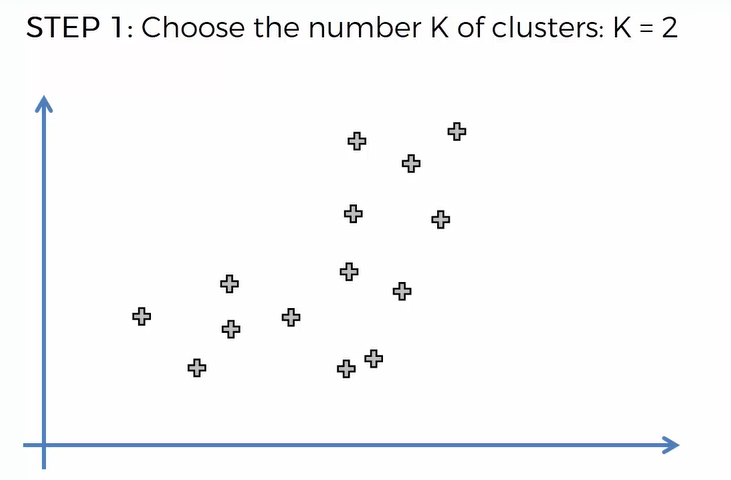 STEP 1: Choose the number K of clusters: K = 2